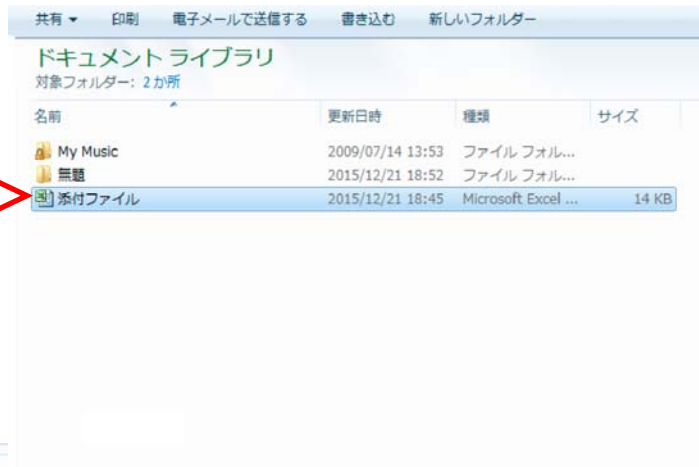 共有 印刷 電子メールで送信する 書き込む 新しいフォルダー
ドキュメント ライブラリ
対象フォルダー: 2 か所
名前 更新日時 種類 サイズ
My Music 2009/07/14 13:53 ファイル フォル...
無題 2015/12/21 18:52 ファイル フォル...
添付ファイル 2015/12/21 18:45 Microsoft Excel ... 14 KB